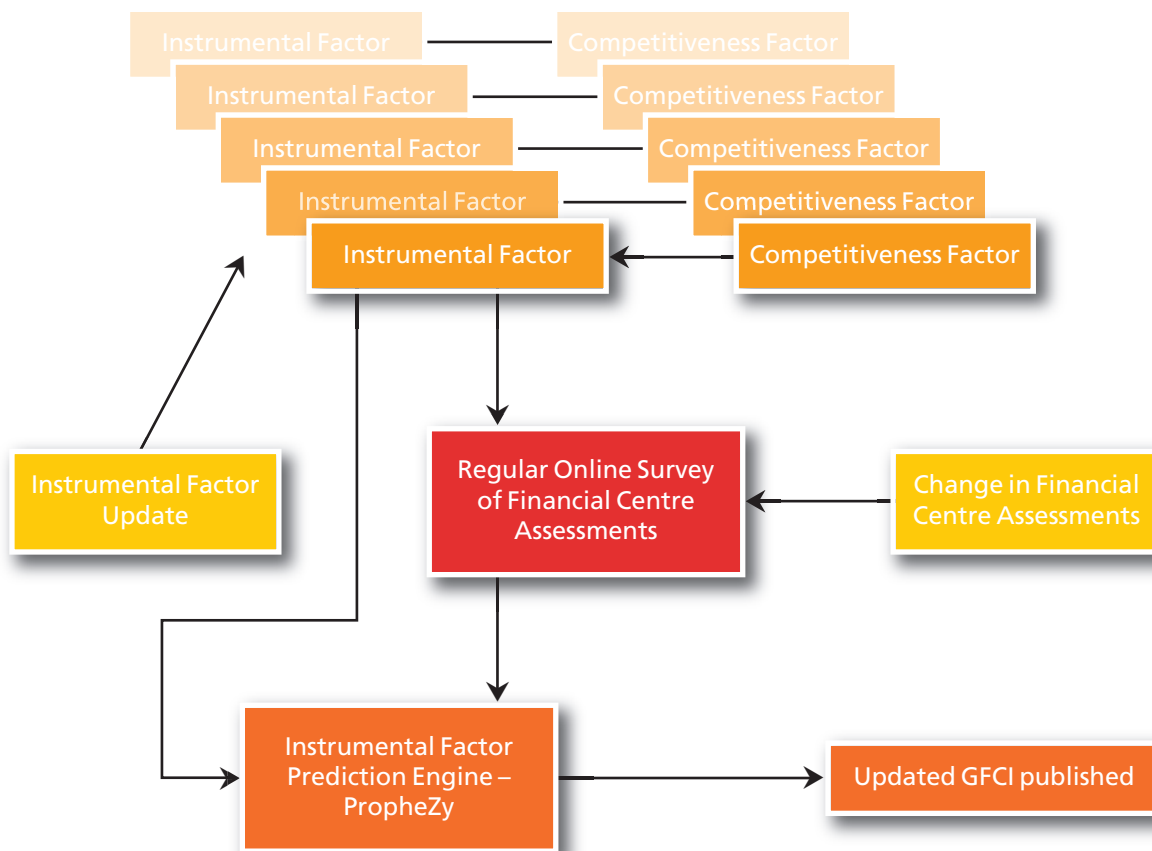 Instrumental Factor
Competitiveness Factor
Instrumental Factor
Competitiveness Factor
Instrumental Factor
Competitiveness Factor
Instrumental Factor
Competitiveness Factor
Instrumental Factor
Competitiveness Factor
Instrumental Factor
Update
Regular Online Survey
of Financial Centre
Assessments
Change in Financial
Centre Assessments
Instrumental Factor
Prediction Engine –
PropheZy
Updated GFCI published